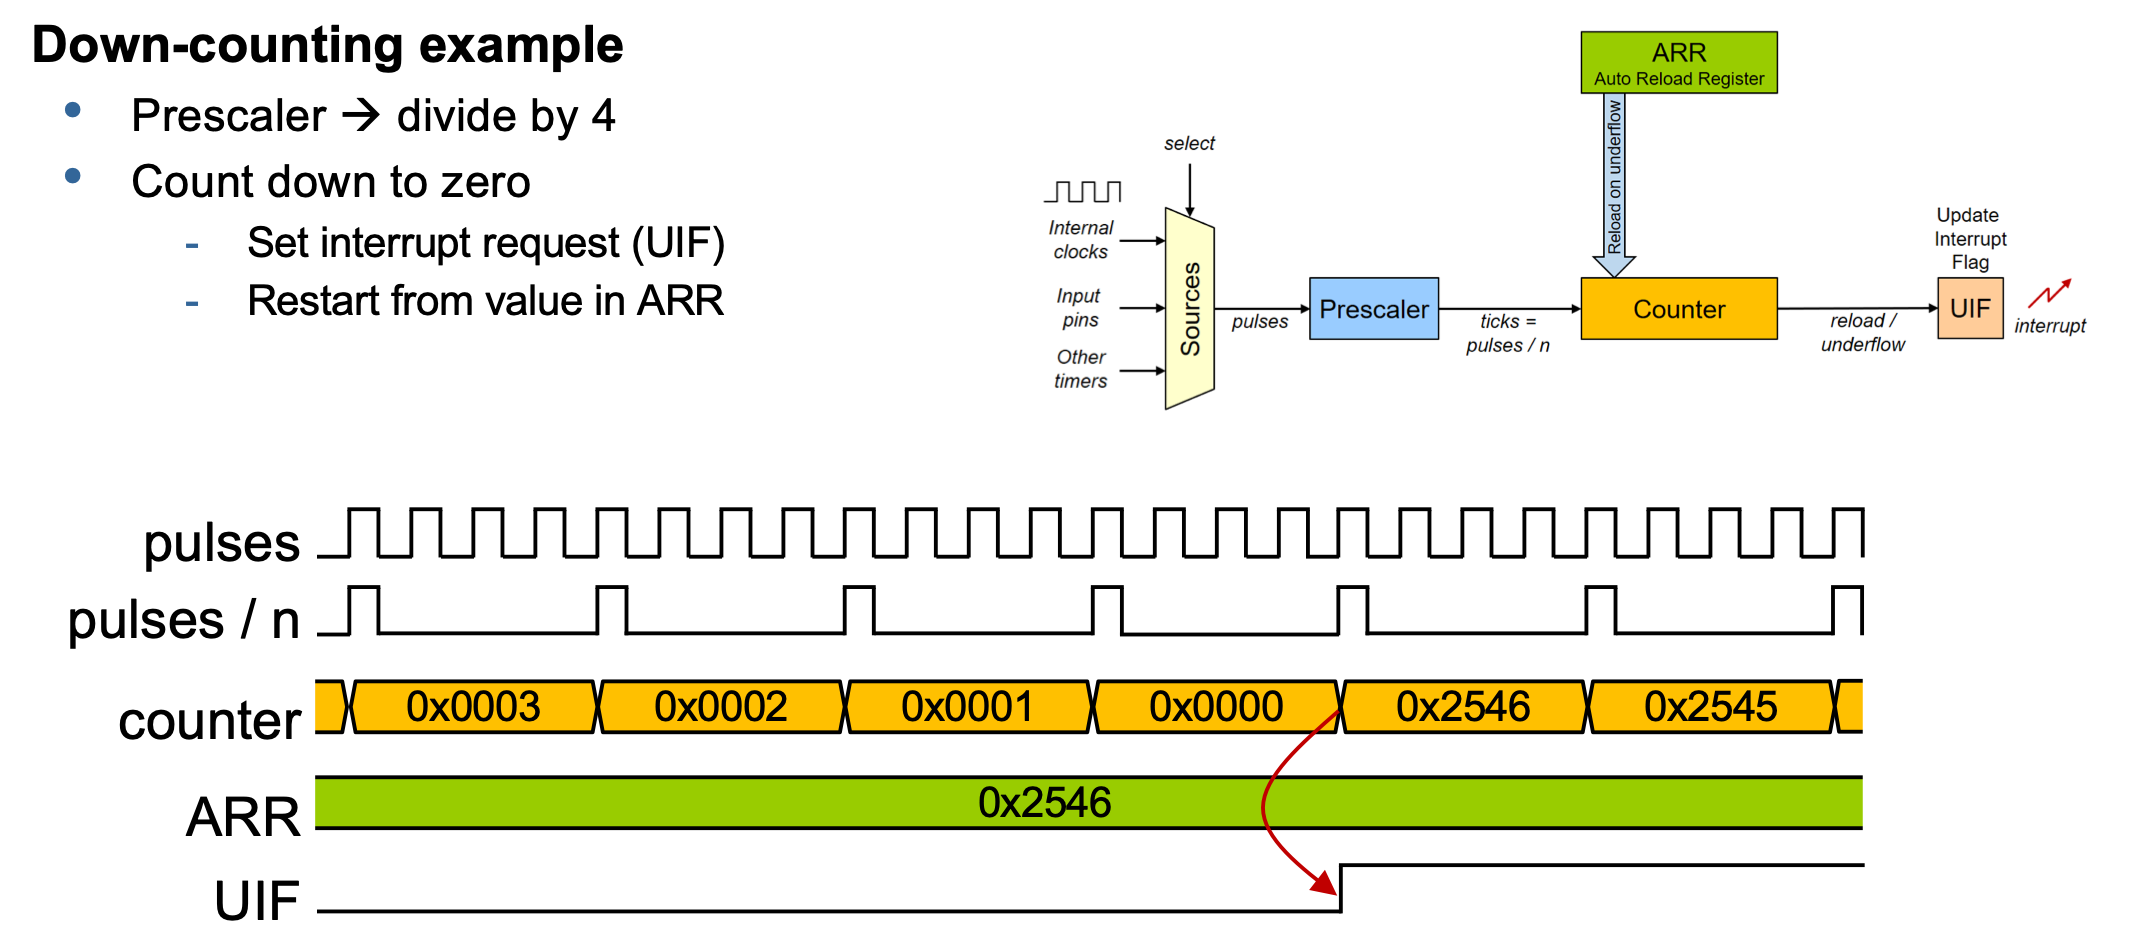 Down-counting example
• Prescaler → divide by 4
• Count down to zero
- Set interrupt request (UIF)
- Restart from value in ARR
ARR
Auto Reload Register
Reload on underflow
select
Internal
clocks
Input
pins
Other
timers
Sources
pulses
Prescaler
ticks =
pulses / n
Counter
reload /
underflow
Update
Interrupt
Flag
UIF
interrupt
pulses
pulses / n
counter 0x0003 0x0002 0x0001 0x0000 0x2546 0x2545
ARR 0x2546
UIF